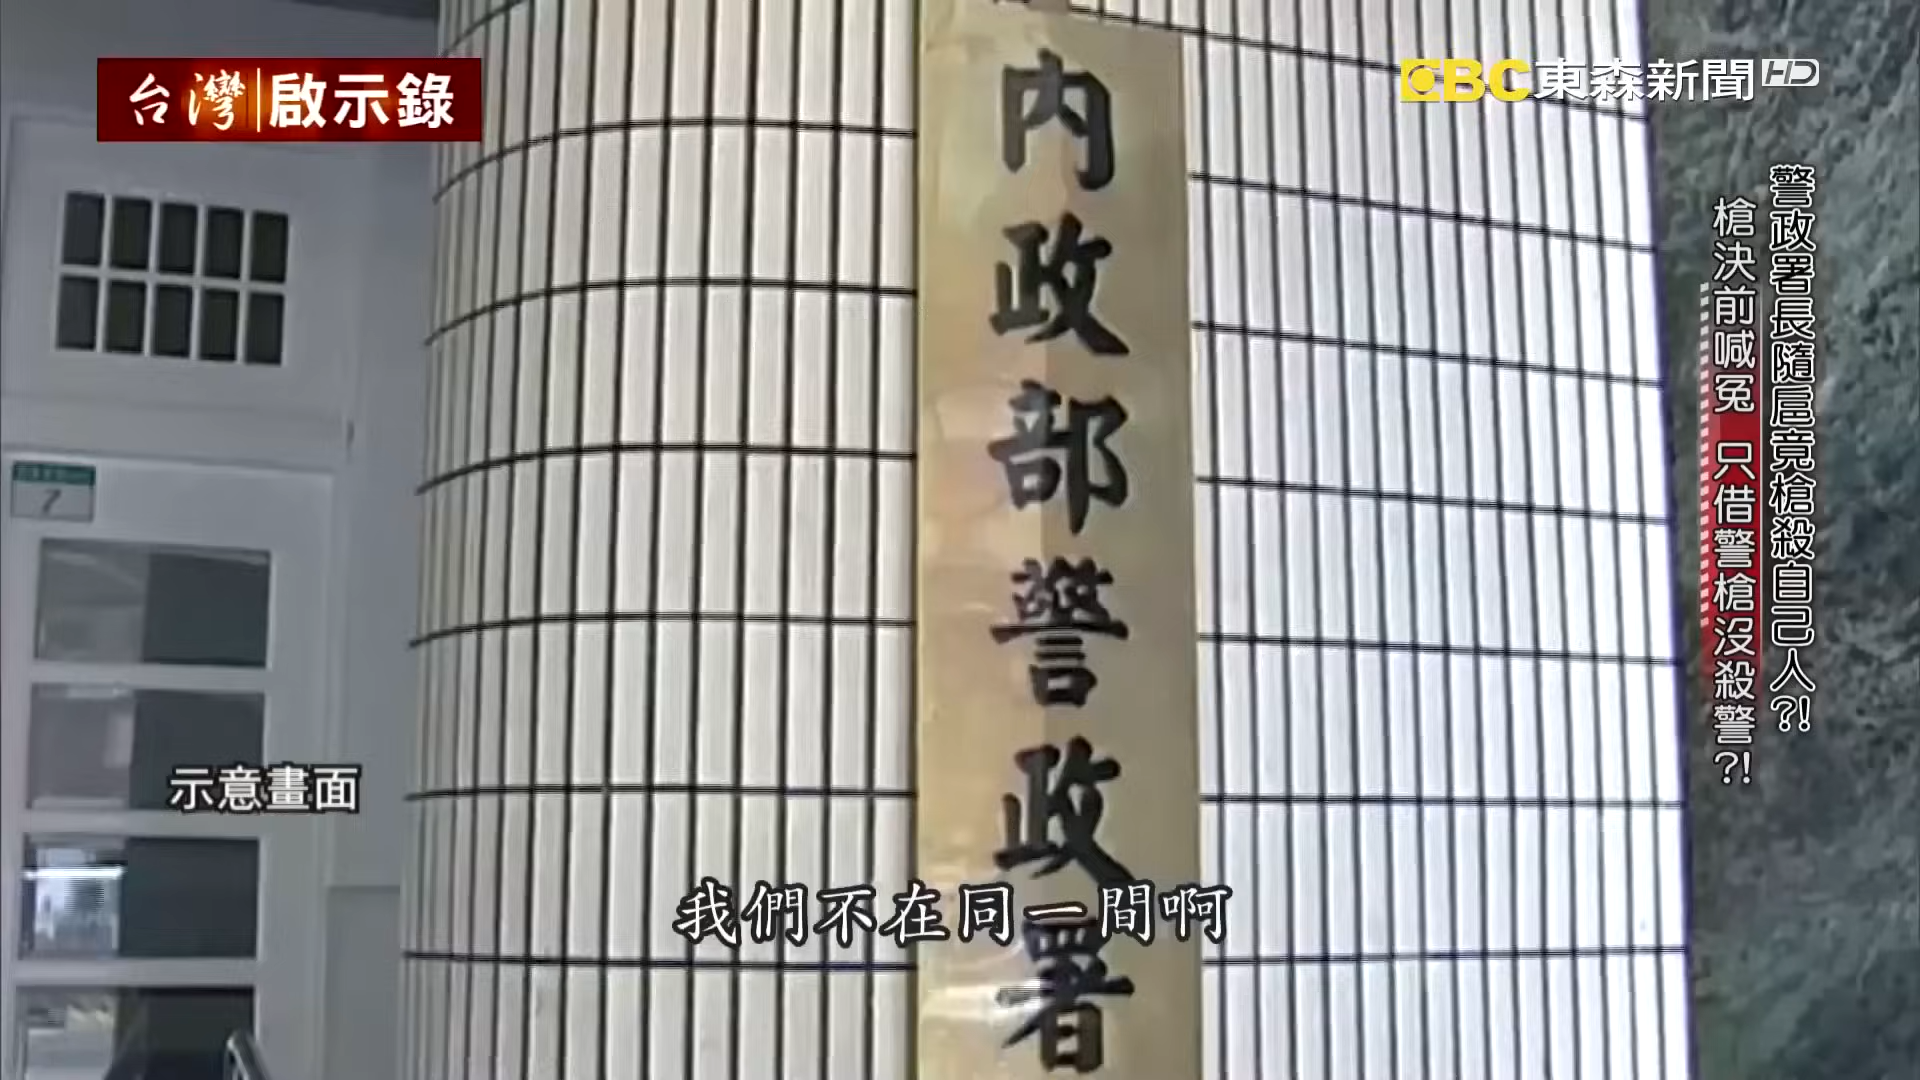 台灣啟示錄
EBC東森新聞HD
警政署長隨扈竟槍殺自己人?!
槍決前喊冤 只借警槍沒殺警?!
內政部警政署
7
示意畫面
我們不在同一間啊